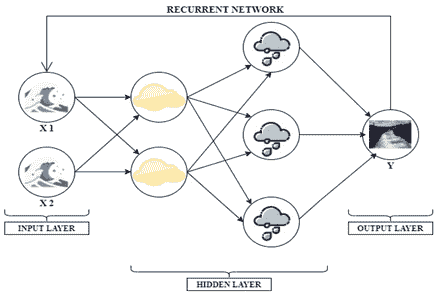 RECURRENT NETWORK
X 1
X 2
Y
INPUT LAYER
OUTPUT LAYER
HIDDEN LAYER